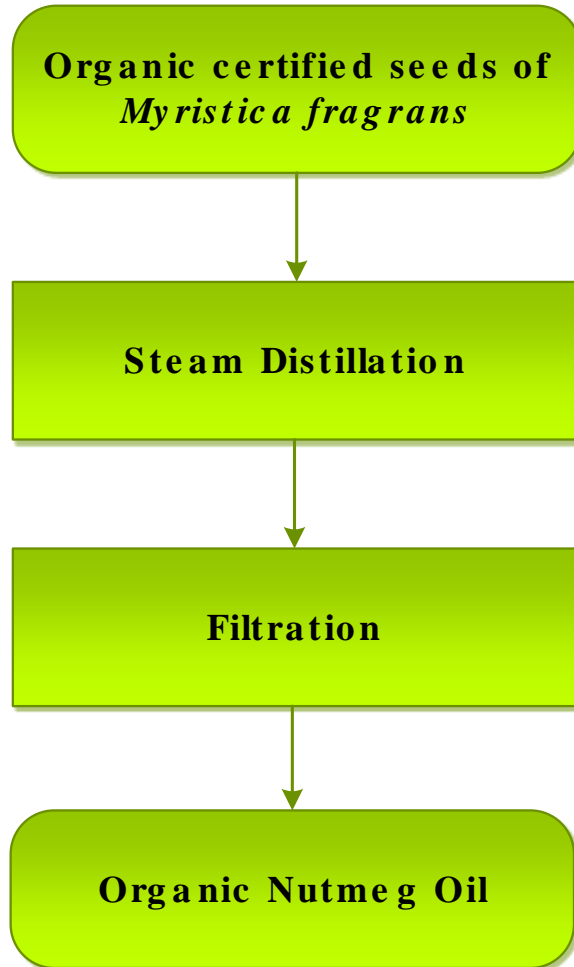 Organic certified seeds of
Myristica fragrans
Steam Distillation
Filtration
Organic Nutmeg Oil